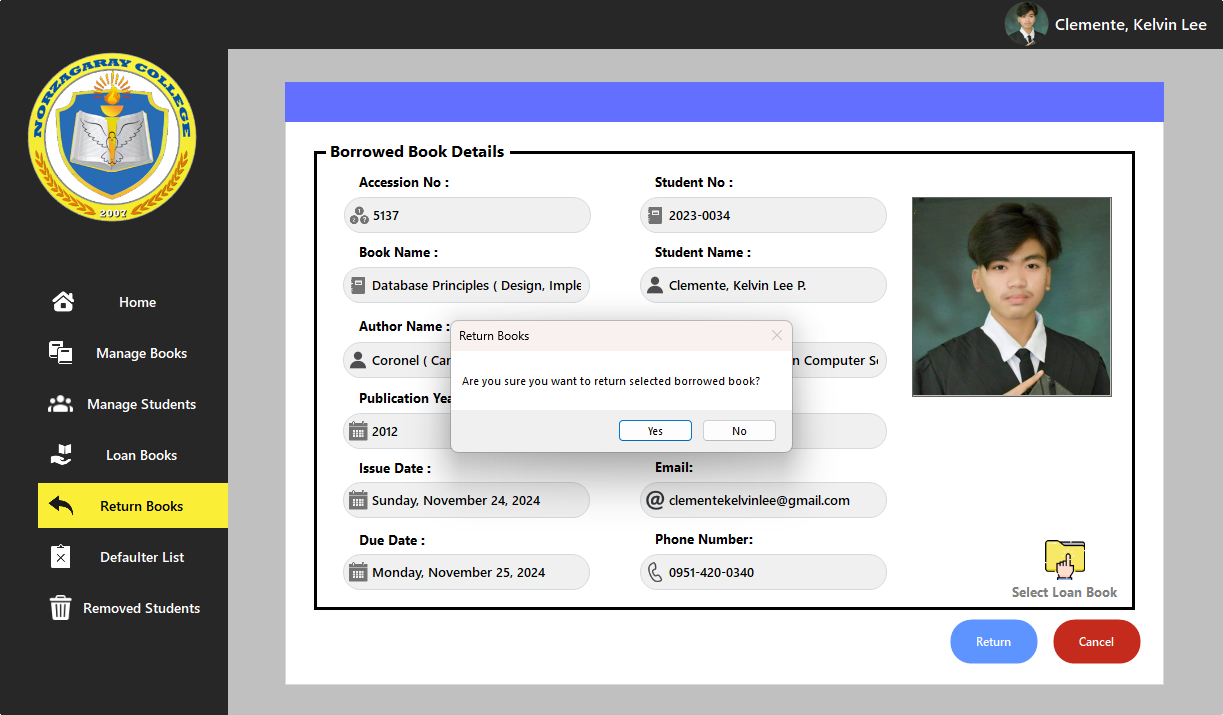 Clemente, Kelvin Lee
NORZAGARAY COLLEGE
2007
Home
Manage Books
Manage Students
Loan Books
Return Books
Defaulter List
Removed Students
Borrowed Book Details
Accession No :
Student No :
5137
2023-0034
Book Name :
Student Name :
Database Principles ( Design, Imple
Clemente, Kelvin Lee P.
Author Name :
Coronel ( Car
n Computer Sc
Publication Yea
2012
Return Books
Are you sure you want to return selected borrowed book?
Yes
No
Issue Date :
Email:
Sunday, November 24, 2024
clementekelvinlee@gmail.com
Due Date :
Phone Number:
Monday, November 25, 2024
0951-420-0340
Select Loan Book
Return
Cancel